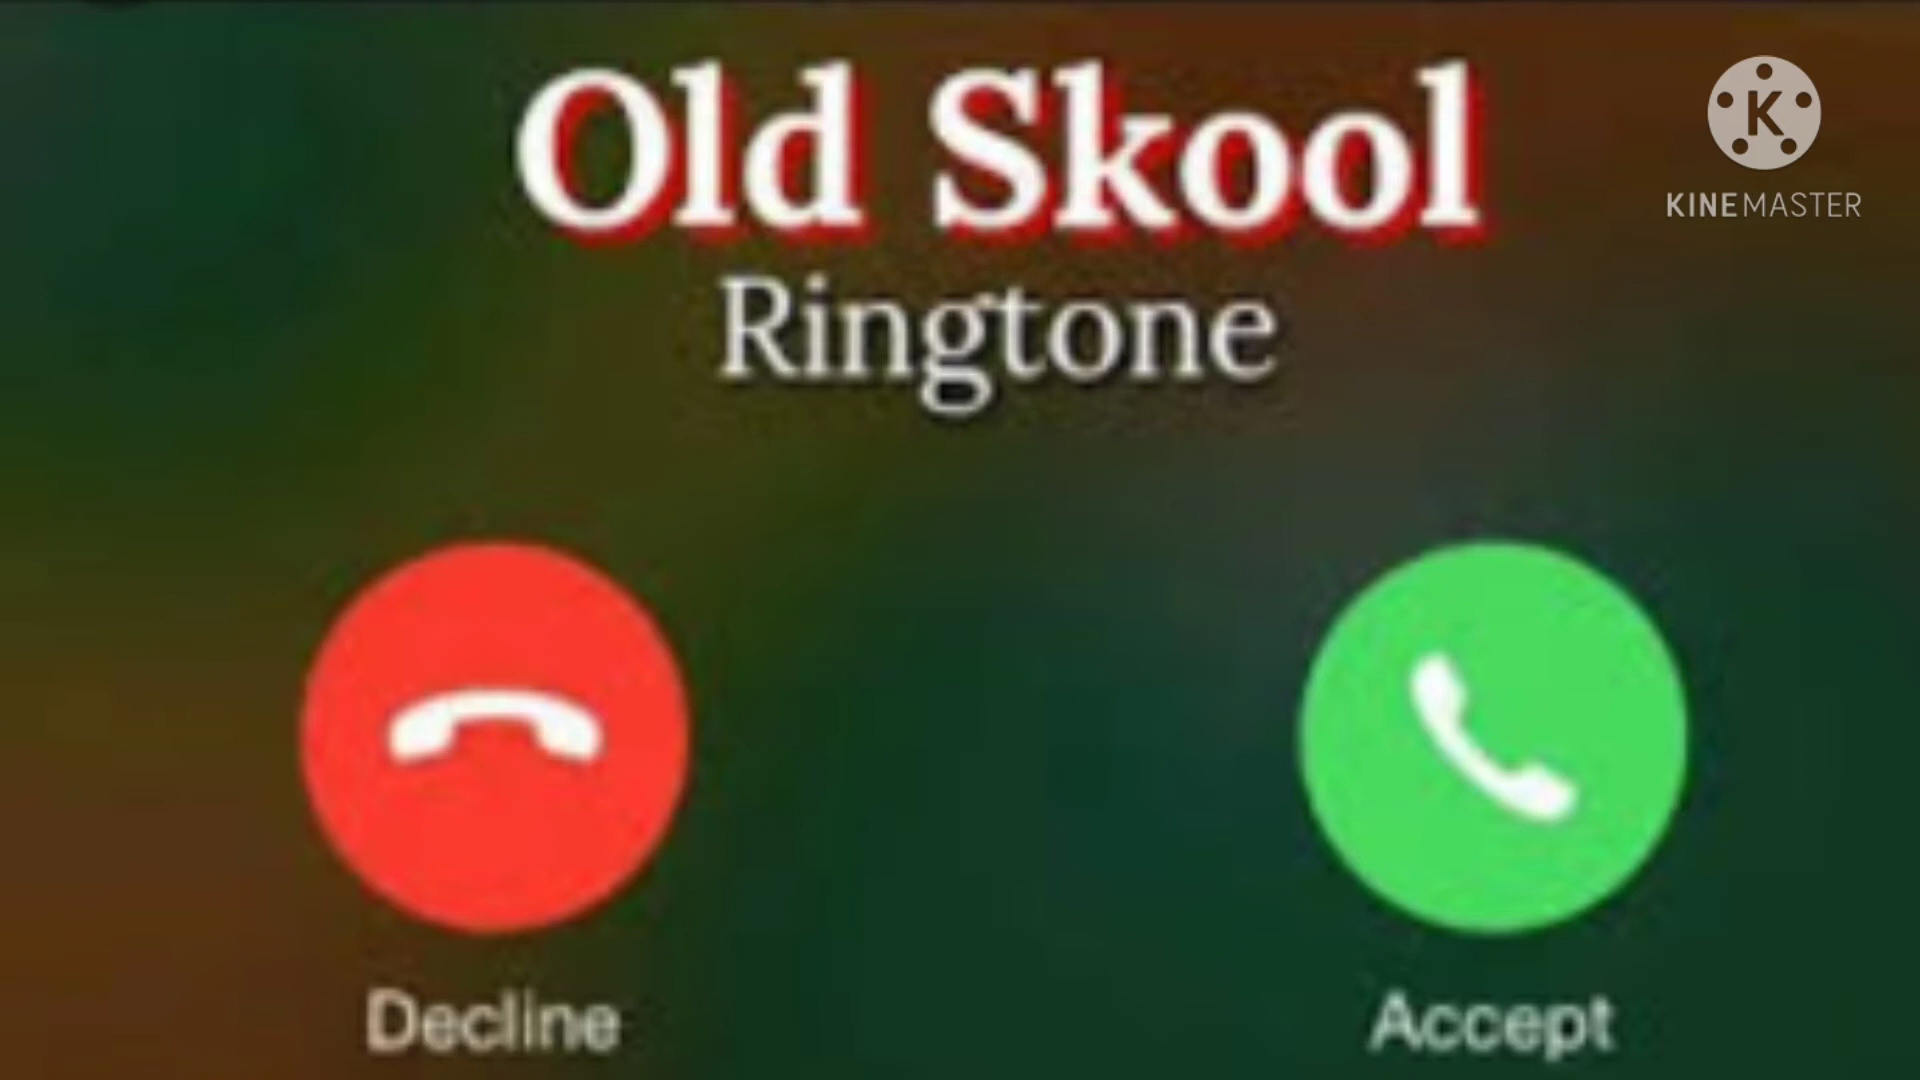 Old Skool
Ringtone
K
KINEMASTER
Decline
Accept